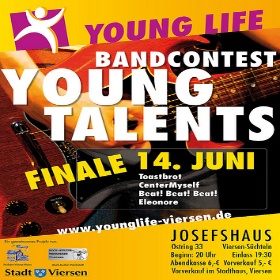 YOUNG LIFE
BANDCONTEST
YOUNG
TALENTS
FINALE 14. JUNI
Toastbrot
CenterMyself
Beat! Beat! Beat!
Eleonore
www.younglife-viersen.de
JOSEFSHAUS
Ostring 33 Viersen-Süchteln
Beginn: 20 Uhr Einlass 19:30
Abendkasse 6,-€ Vorverkauf 5,-€
Vorverkauf im Stadthaus, Viersen
Stadt Viersen